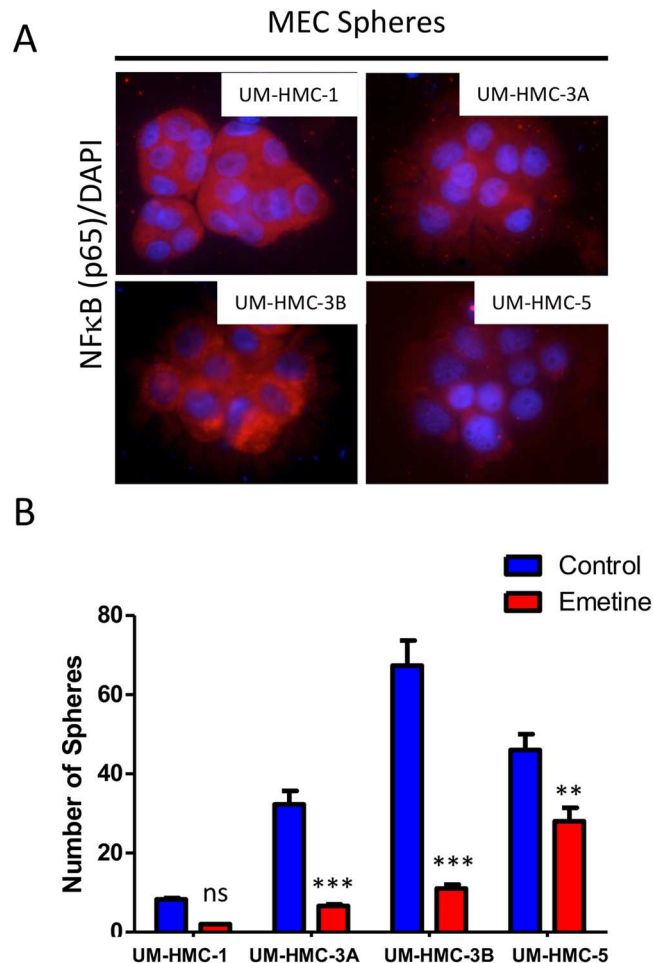 A
MEC Spheres
UM-HMC-1
UM-HMC-3A
UM-HMC-3B
UM-HMC-5
NFκB (p65)/DAPI
B
Control
Emetine
Number of Spheres
80
60
40
20
0
ns
***
***
**
UM-HMC-1
UM-HMC-3A
UM-HMC-3B
UM-HMC-5